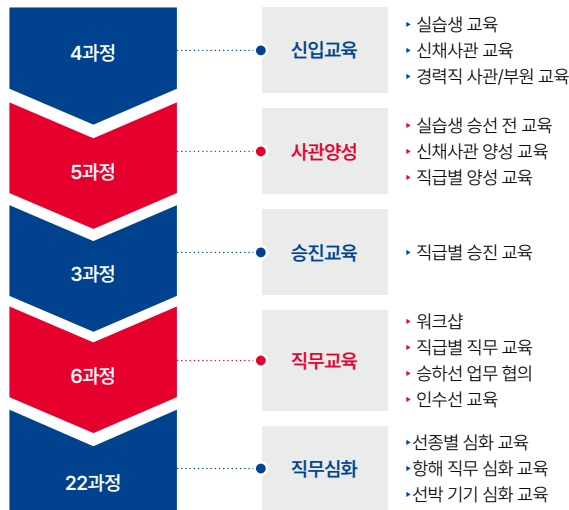 4과정
신입교육
‣ 실습생 교육
‣ 신채사관 교육
‣ 경력직 사관/부원 교육
5과정
사관양성
‣ 실습생 승선 전 교육
‣ 신채사관 양성 교육
‣ 직급별 양성 교육
3과정
승진교육
‣ 직급별 승진 교육
6과정
직무교육
‣ 워크샵
‣ 직급별 직무 교육
‣ 승하선 업무 협의
‣ 인수선 교육
22과정
직무심화
‣선종별 심화 교육
‣항해 직무 심화 교육
‣선박 기기 심화 교육